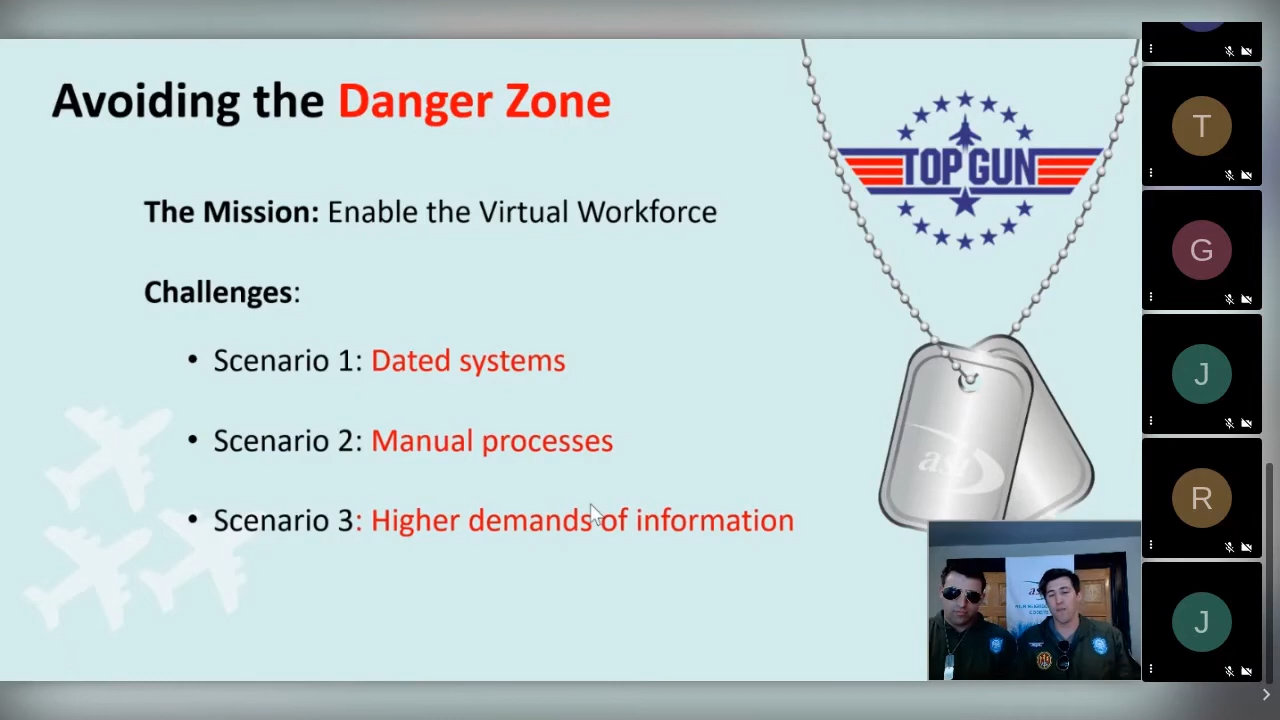 Avoiding the Danger Zone
TOP GUN
The Mission: Enable the Virtual Workforce
Challenges:
• Scenario 1: Dated systems
• Scenario 2: Manual processes
• Scenario 3: Higher demands of information
asi
T
G
J
R
J